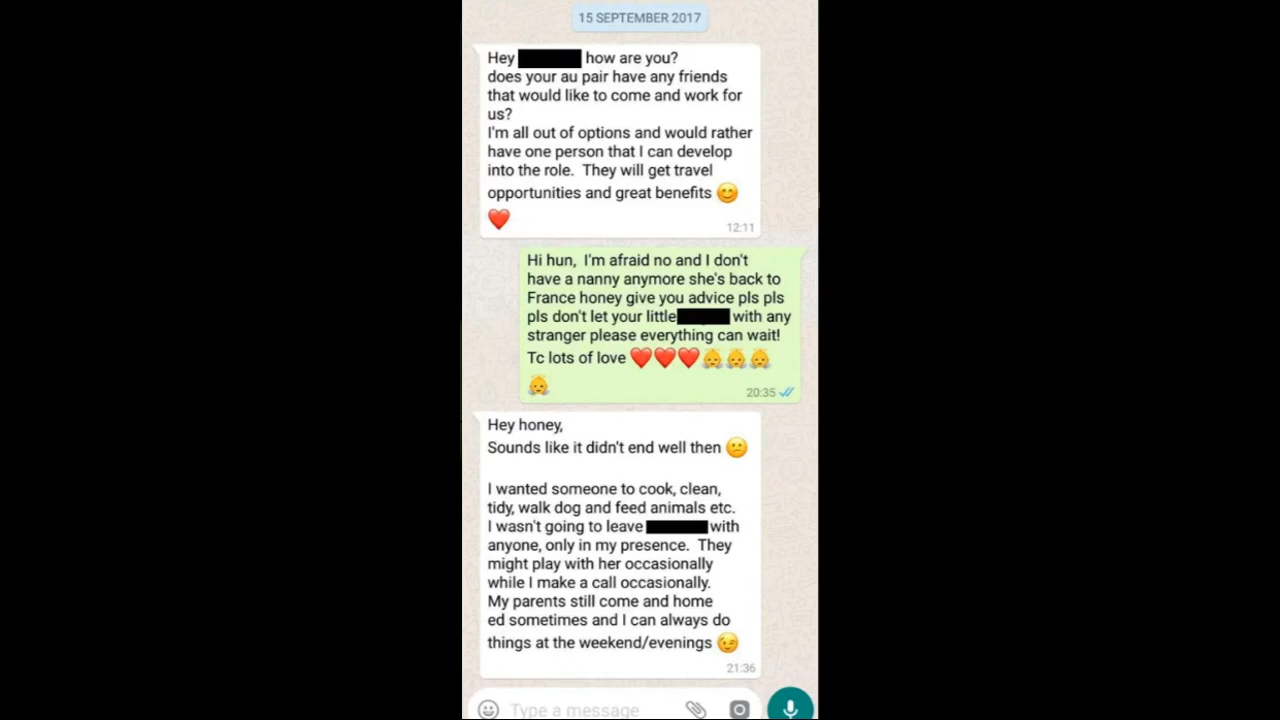 15 SEPTEMBER 2017
Hey how are you?
does your au pair have any friends
that would like to come and work for
us?
I'm all out of options and would rather
have one person that I can develop
into the role. They will get travel
opportunities and great benefits 😊
❤️
12:11
Hi hun, I'm afraid no and I don't
have a nanny anymore she's back to
France honey give you advice pls pls
pls don't let your little with any
stranger please everything can wait!
Tc lots of love ❤️❤️❤️👼👼👼
👼
20:35
Hey honey,
Sounds like it didn't end well then 😕
I wanted someone to cook, clean,
tidy, walk dog and feed animals etc.
I wasn't going to leave with
anyone, only in my presence. They
might play with her occasionally
while I make a call occasionally.
My parents still come and home
ed sometimes and I can always do
things at the weekend/evenings 😉
21:36
Type a message